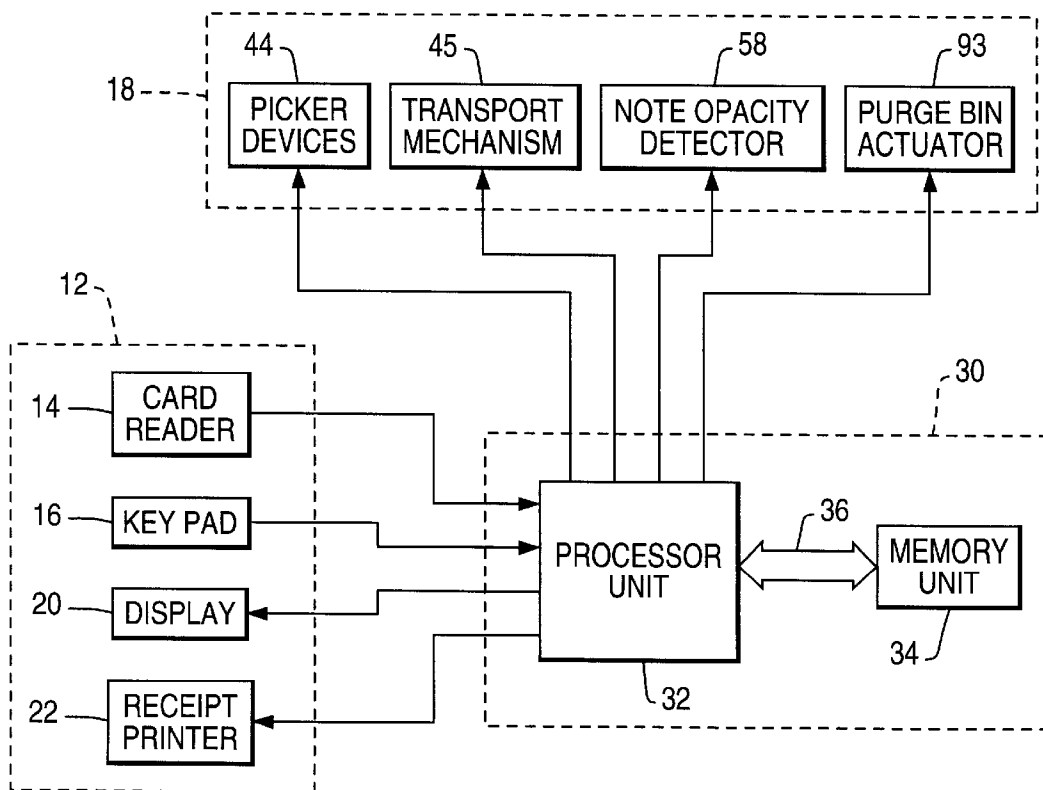 44
45
58
93
18
PICKER
DEVICES
TRANSPORT
MECHANISM
NOTE OPACITY
DETECTOR
PURGE BIN
ACTUATOR
12
14
CARD
READER
16
KEY PAD
20
DISPLAY
22
RECEIPT
PRINTER
30
PROCESSOR
UNIT
32
36
MEMORY
UNIT
34